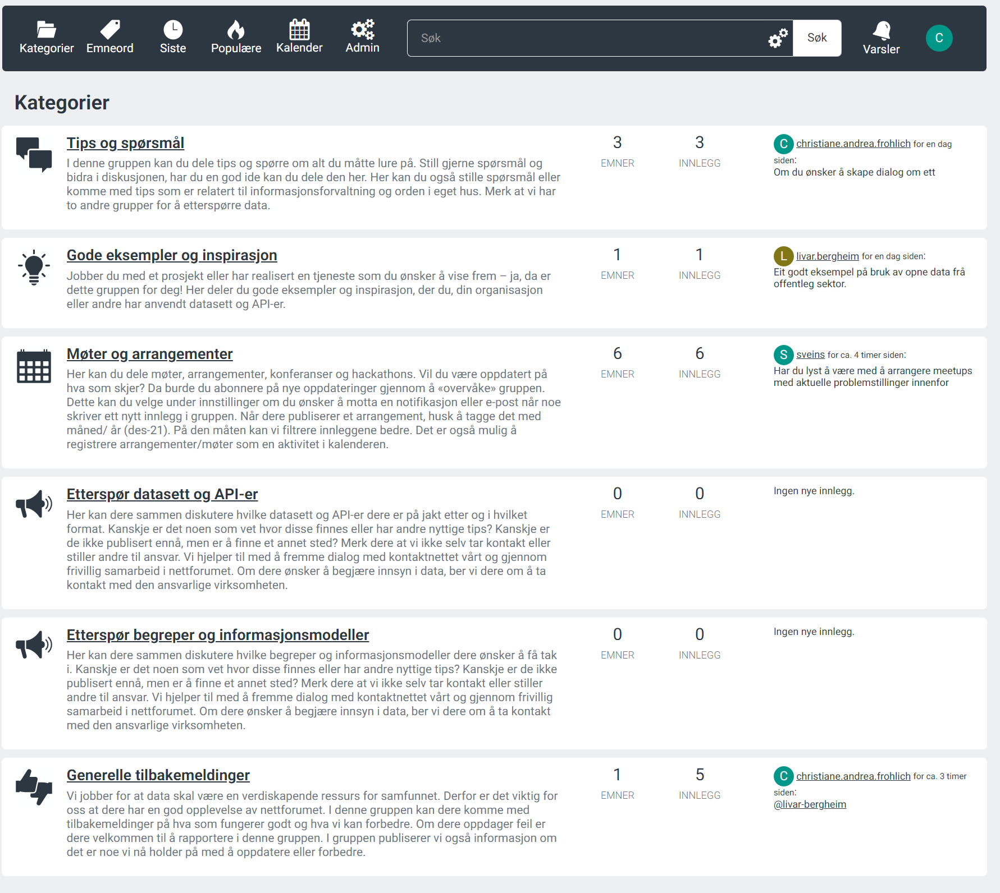 Kategorier
Emneord
Siste
Populære
Kalender
Admin
Søk
Søk
Varsler
C
Kategorier
Tips og spørsmål
I denne gruppen kan du dele tips og spørre om alt du måtte lure på. Still gjerne spørsmål og
bidra i diskusjonen, har du en god ide kan du dele den her. Her kan du også stille spørsmål eller
komme med tips som er relatert til informasjonsforvaltning og orden i eget hus. Merk at vi har
to andre grupper for å etterspørre data.
3
EMNER
3
INNLEGG
C christiane.andrea.frohlich for en dag
siden:
Om du ønsker å skape dialog om ett
Gode eksempler og inspirasjon
Jobber du med et prosjekt eller har realisert en tjeneste som du ønsker å vise frem – ja, da er
dette gruppen for deg! Her deler du gode eksempler og inspirasjon, der du, din organisasjon
eller andre har anvendt datasett og API-er.
1
EMNER
1
INNLEGG
L livar.bergheim for en dag siden:
Eit godt eksempel på bruk av opne data frå
offentleg sektor.
Møter og arrangementer
Her kan du dele møter, arrangementer, konferanser og hackathons. Vil du være oppdatert på
hva som skjer? Da burde du abonnere på nye oppdateringer gjennom å «overvåke» gruppen.
Dette kan du velge under innstillinger om du ønsker å motta en notifikasjon eller e-post når noe
skriver ett nytt innlegg i gruppen. Når dere publiserer et arrangement, husk å tagge det med
måned/ år (des-21). På den måten kan vi filtrere innleggene bedre. Det er også mulig å
registrere arrangementer/møter som en aktivitet i kalenderen.
6
EMNER
6
INNLEGG
S sveins for ca. 4 timer siden:
Har du lyst å være med å arrangere meetups
med aktuelle problemstillinger innenfor
Etterspør datasett og API-er
Her kan dere sammen diskutere hvilke datasett og API-er dere er på jakt etter og i hvilket
format. Kanskje er det noen som vet hvor disse finnes eller har andre nyttige tips? Kanskje er
de ikke publisert ennå, men er å finne et annet sted? Merk dere at vi ikke selv tar kontakt eller
stiller andre til ansvar. Vi hjelper til med å fremme dialog med kontaktnettet vårt og gjennom
frivillig samarbeid i nettforumet. Om dere ønsker å begjære innsyn i data, ber vi dere om å ta
kontakt med den ansvarlige virksomheten.
0
EMNER
0
INNLEGG
Ingen nye innlegg.
Etterspør begreper og informasjonsmodeller
Her kan dere sammen diskutere hvilke begreper og informasjonsmodeller dere ønsker å få tak
i. Kanskje er det noen som vet hvor disse finnes eller har andre nyttige tips? Kanskje er de ikke
publisert ennå, men er å finne et annet sted? Merk dere at vi ikke selv tar kontakt eller stiller
andre til ansvar. Vi hjelper til med å fremme dialog med kontaktnettet vårt og gjennom frivillig
samarbeid i nettforumet. Om dere ønsker å begjære innsyn i data, ber vi dere om å ta kontakt
med den ansvarlige virksomheten.
0
EMNER
0
INNLEGG
Ingen nye innlegg.
Generelle tilbakemeldinger
Vi jobber for at data skal være en verdiskapende ressurs for samfunnet. Derfor er det viktig for
oss at dere har en god opplevelse av nettforumet. I denne gruppen kan dere komme med
tilbakemeldinger på hva som fungerer godt og hva vi kan forbedre. Om dere oppdager feil er
dere velkommen til å rapportere i denne gruppen. I gruppen publiserer vi også informasjon om
det er noe vi nå holder på med å oppdatere eller forbedre.
1
EMNER
5
INNLEGG
C christiane.andrea.frohlich for ca. 3 timer
siden:
@livar-bergheim